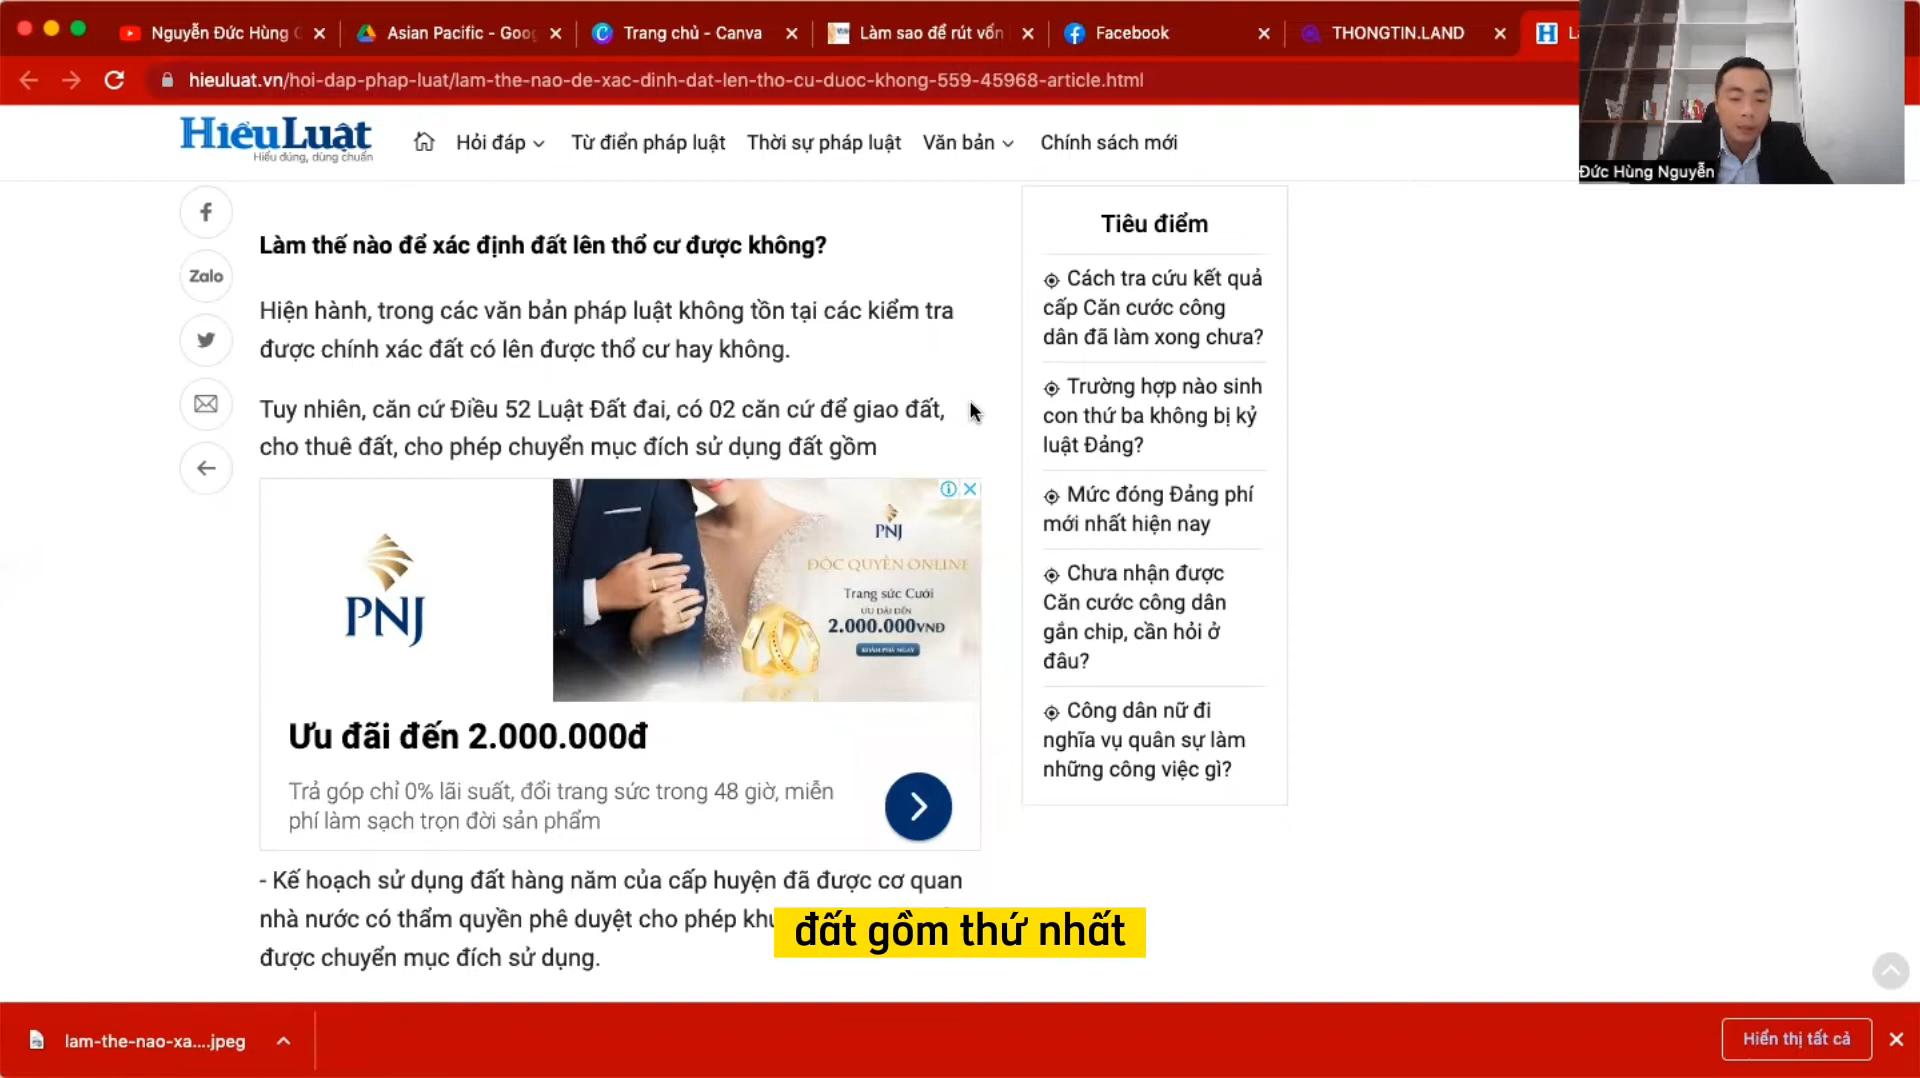 Nguyễn Đức Hùng
Asian Pacific - Goo
Trang chủ - Canva
Làm sao để rút vốn
Facebook
THONGTIN.LAND
hieuluat.vn/hoi-dap-phap-luat/lam-the-nao-de-xac-dinh-dat-len-tho-cu-duoc-khong-559-45968-article.html
Đức Hùng Nguyễn
HiểuLuật
Hiểu đúng, dùng chuẩn
Hỏi đáp
Từ điển pháp luật
Thời sự pháp luật
Văn bản
Chính sách mới
Zalo
Làm thế nào để xác định đất lên thổ cư được không?
Hiện hành, trong các văn bản pháp luật không tồn tại các kiểm tra
được chính xác đất có lên được thổ cư hay không.
Tuy nhiên, căn cứ Điều 52 Luật Đất đai, có 02 căn cứ để giao đất,
cho thuê đất, cho phép chuyển mục đích sử dụng đất gồm
PNJ
PNJ
ĐỘC QUYỀN ONLINE
Trang sức Cưới
ƯU ĐÃI ĐẾN
2.000.000VNĐ
KHÁM PHÁ NGAY
Ưu đãi đến 2.000.000đ
Trả góp chỉ 0% lãi suất, đổi trang sức trong 48 giờ, miễn
phí làm sạch trọn đời sản phẩm
- Kế hoạch sử dụng đất hàng năm của cấp huyện đã được cơ quan
nhà nước có thẩm quyền phê duyệt cho phép
được chuyển mục đích sử dụng.
đất gồm thứ nhất
Tiêu điểm
Cách tra cứu kết quả
cấp Căn cước công
dân đã làm xong chưa?
Trường hợp nào sinh
con thứ ba không bị kỷ
luật Đảng?
Mức đóng Đảng phí
mới nhất hiện nay
Chưa nhận được
Căn cước công dân
gắn chip, cần hỏi ở
đâu?
Công dân nữ đi
nghĩa vụ quân sự làm
những công việc gì?
lam-the-nao-xa....jpeg
Hiển thị tất cả